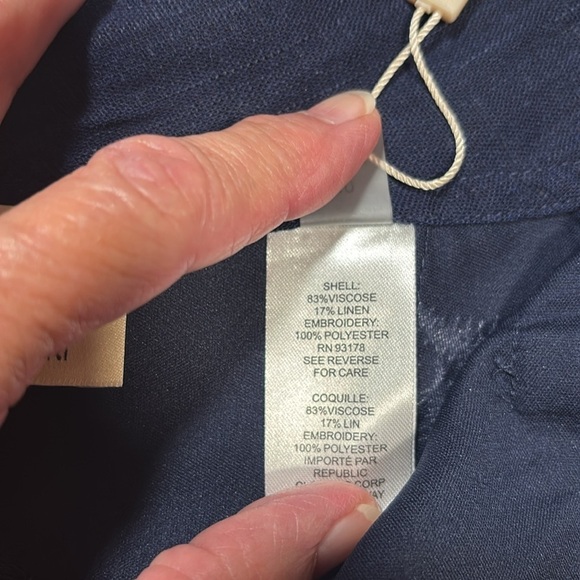 SHELL:
83%VISCOSE
17% LINEN
EMBROIDERY:
100% POLYESTER
RN 93178
SEE REVERSE
FOR CARE
COQUILLE:
83%VISCOSE
17% LIN
EMBROIDERY:
100% POLYESTER
IMPORTÉ PAR
REPUBLIC
CORP